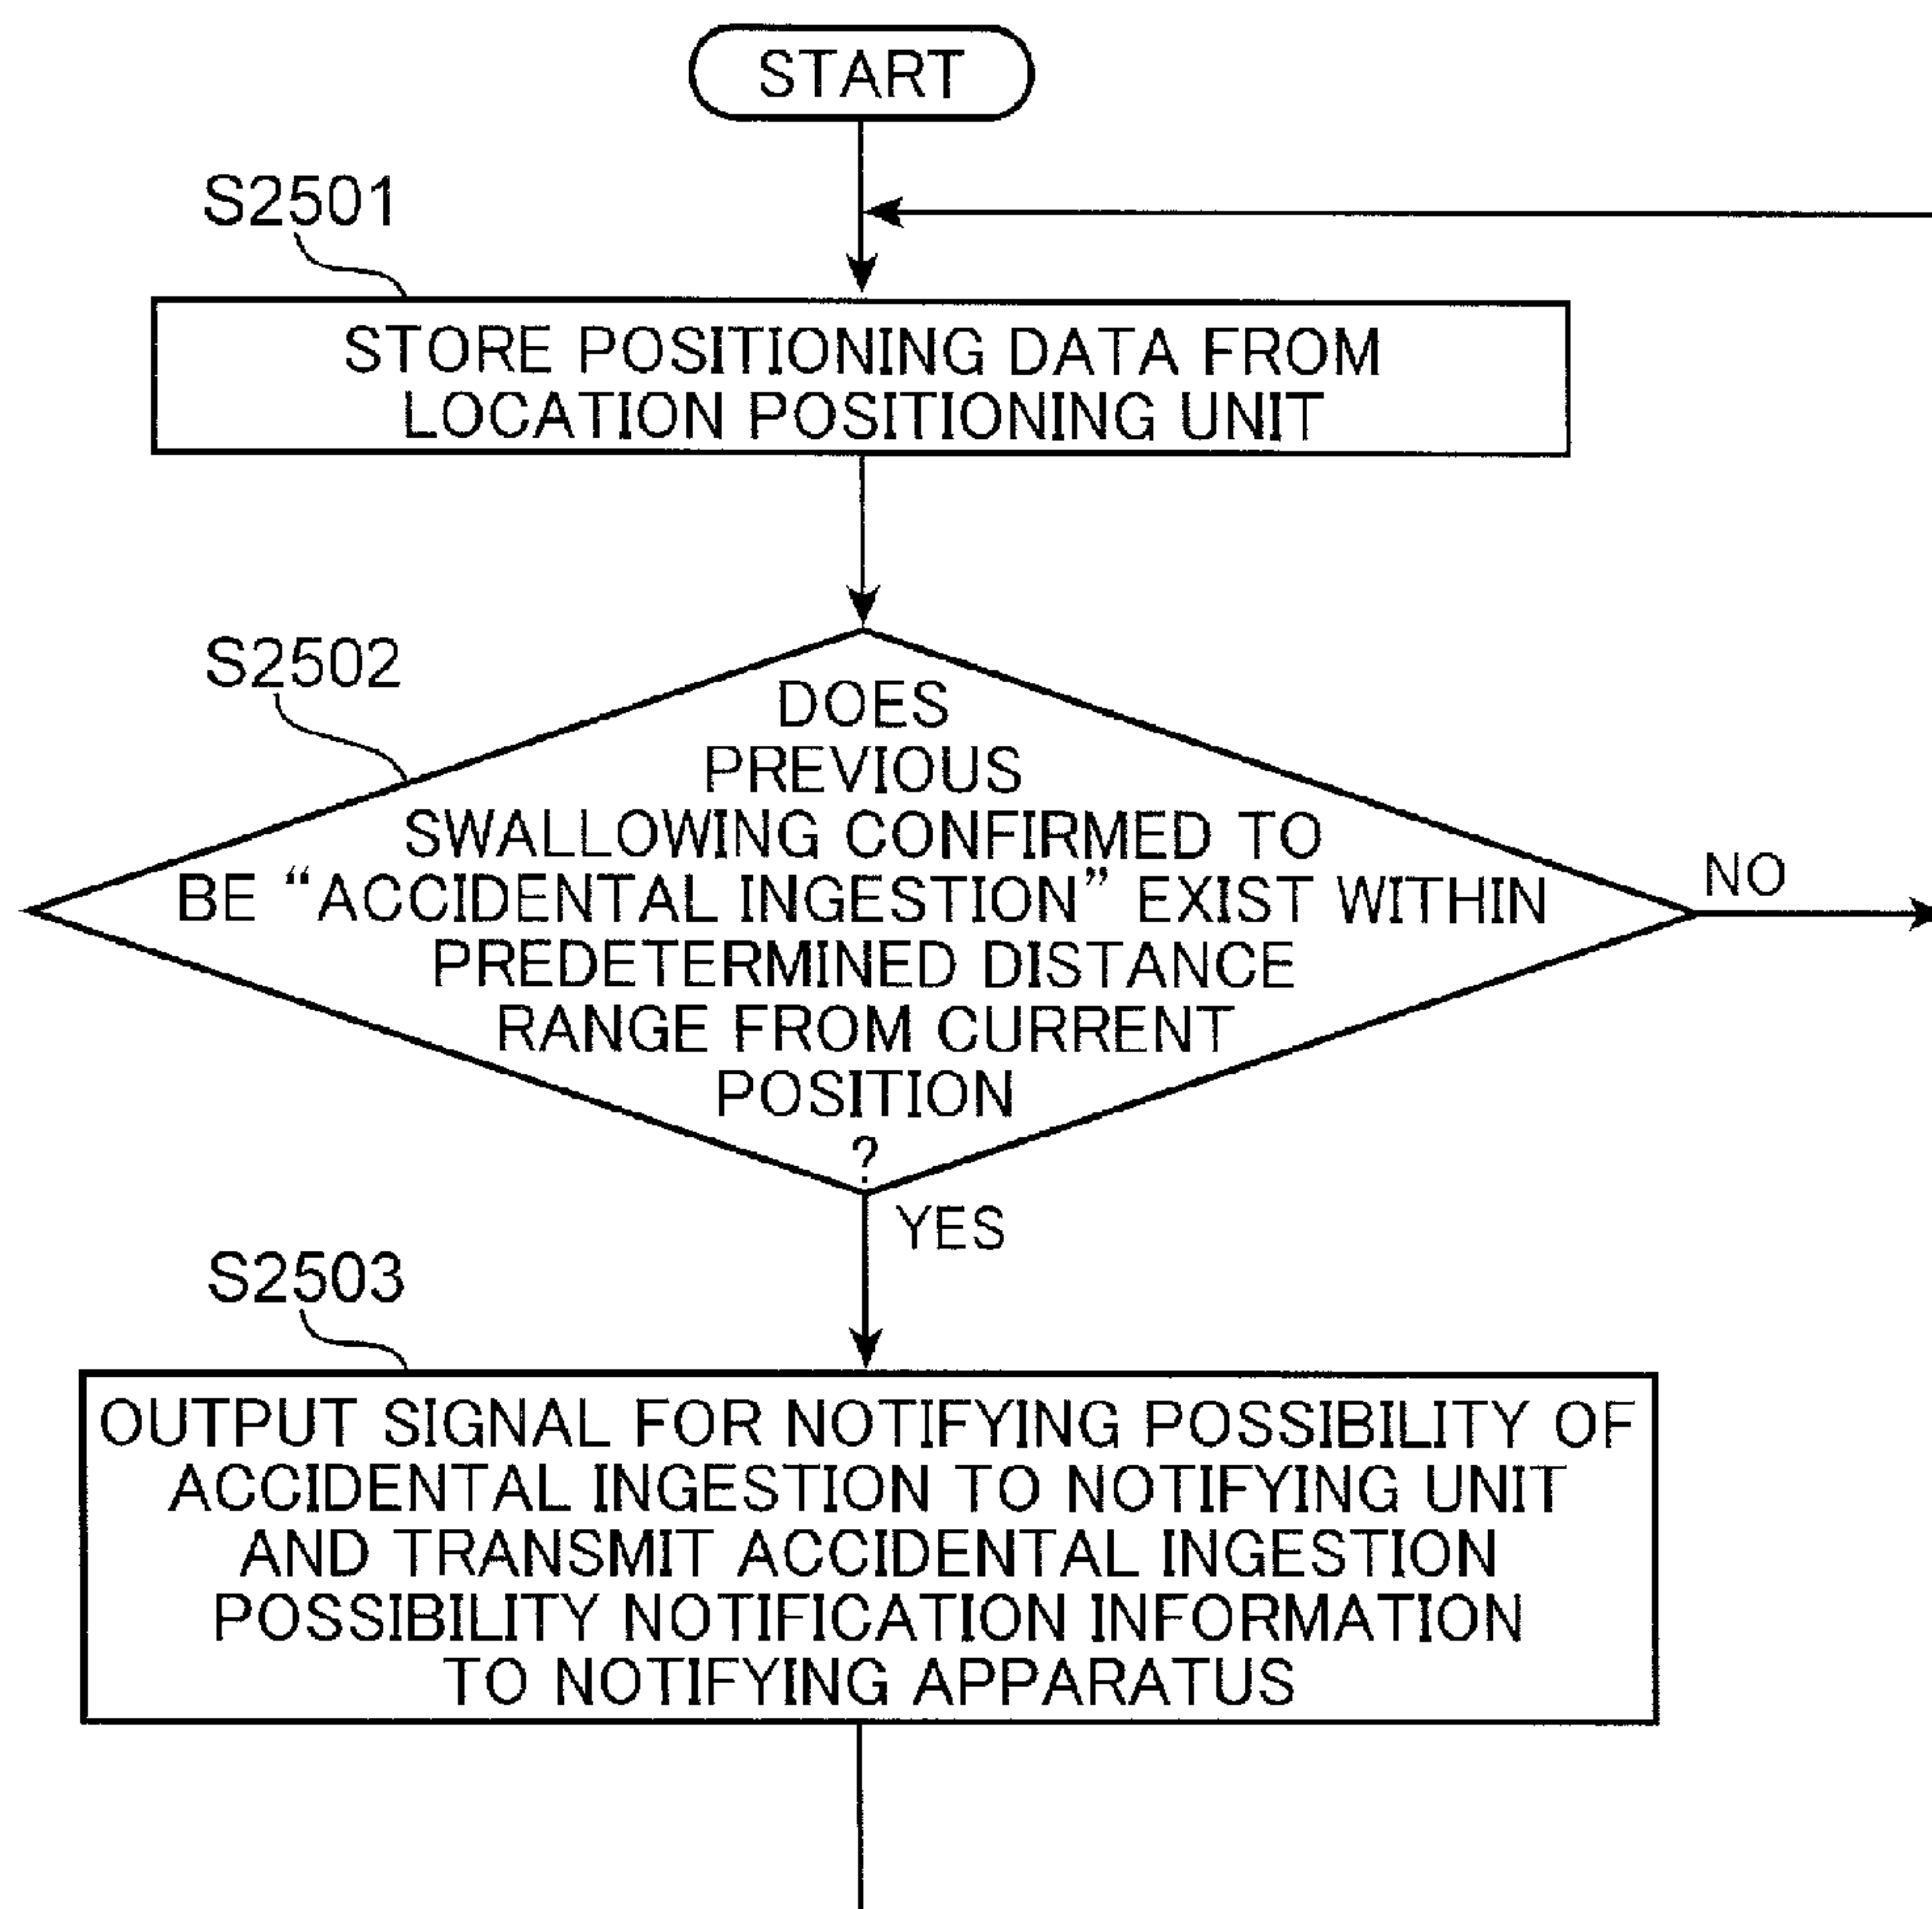 START
S2501
STORE POSITIONING DATA FROM
LOCATION POSITIONING UNIT
S2502
DOES
PREVIOUS
SWALLOWING CONFIRMED TO
BE “ACCIDENTAL INGESTION” EXIST WITHIN
PREDETERMINED DISTANCE
RANGE FROM CURRENT
POSITION
?
NO
YES
S2503
OUTPUT SIGNAL FOR NOTIFYING POSSIBILITY OF
ACCIDENTAL INGESTION TO NOTIFYING UNIT
AND TRANSMIT ACCIDENTAL INGESTION
POSSIBILITY NOTIFICATION INFORMATION
TO NOTIFYING APPARATUS